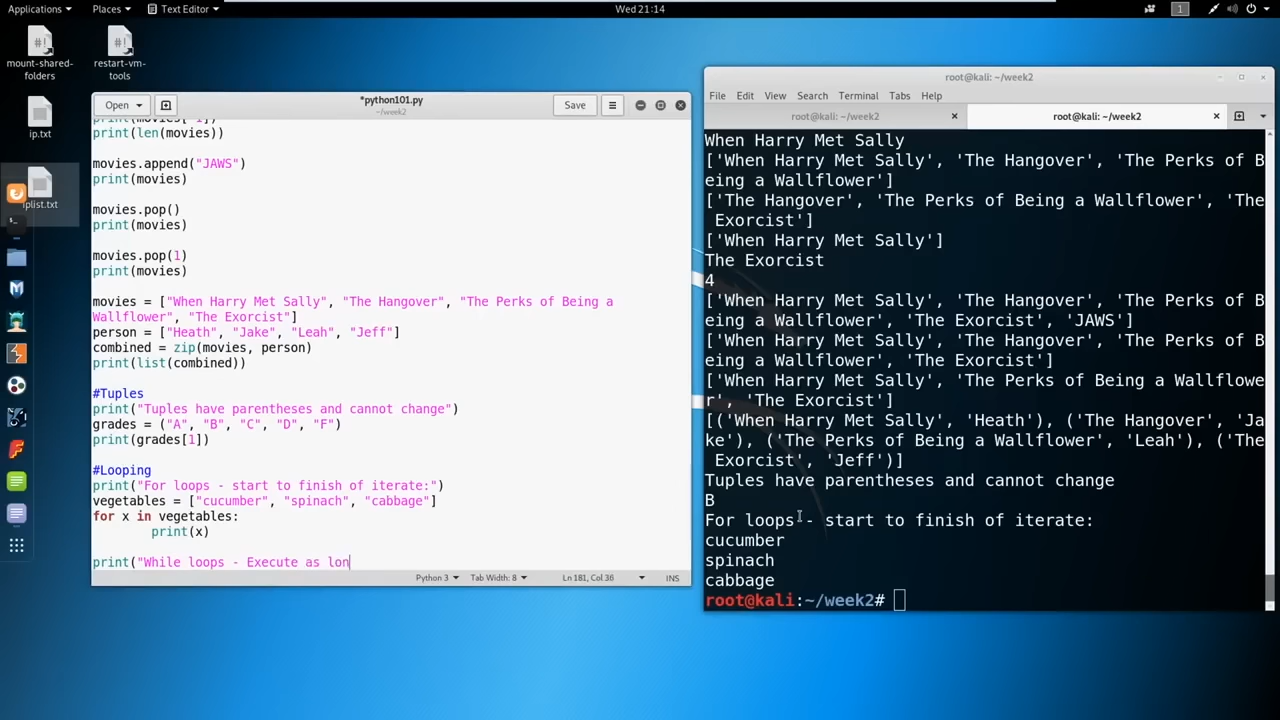 Applications Places Text Editor Wed 21:14 1
mount-shared-folders
restart-vm-tools
ip.txt
iplist.txt
Open *python101.py Save
~/week2
print(len(movies))
movies.append("JAWS")
print(movies)
movies.pop()
print(movies)
movies.pop(1)
print(movies)
movies = ["When Harry Met Sally", "The Hangover", "The Perks of Being a
Wallflower", "The Exorcist"]
person = ["Heath", "Jake", "Leah", "Jeff"]
combined = zip(movies, person)
print(list(combined))
#Tuples
print("Tuples have parentheses and cannot change")
grades = ("A", "B", "C", "D", "F")
print(grades[1])
#Looping
print("For loops - start to finish of iterate:")
vegetables = ["cucumber", "spinach", "cabbage"]
for x in vegetables:
print(x)
print("While loops - Execute as lon
Python 3 Tab Width: 8 Ln 181, Col 36 INS
root@kali: ~/week2
File Edit View Search Terminal Tabs Help
root@kali: ~/week2 root@kali: ~/week2
When Harry Met Sally
['When Harry Met Sally', 'The Hangover', 'The Perks of B
eing a Wallflower']
['The Hangover', 'The Perks of Being a Wallflower', 'The
Exorcist']
['When Harry Met Sally']
The Exorcist
4
['When Harry Met Sally', 'The Hangover', 'The Perks of B
eing a Wallflower', 'The Exorcist', 'JAWS']
['When Harry Met Sally', 'The Hangover', 'The Perks of B
eing a Wallflower', 'The Exorcist']
['When Harry Met Sally', 'The Perks of Being a Wallflowe
r', 'The Exorcist']
[('When Harry Met Sally', 'Heath'), ('The Hangover', 'Ja
ke'), ('The Perks of Being a Wallflower', 'Leah'), ('The
Exorcist', 'Jeff')]
Tuples have parentheses and cannot change
B
For loops - start to finish of iterate:
cucumber
spinach
cabbage
root@kali:~/week2#